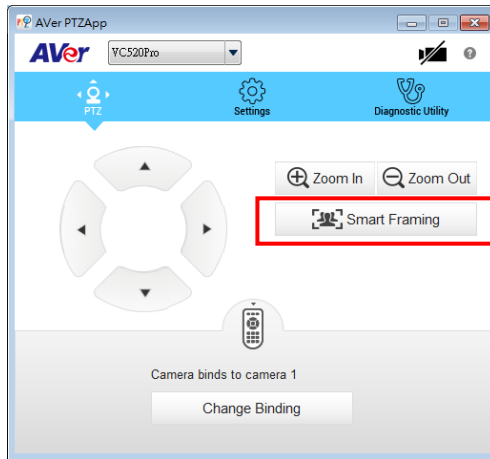 AVer PTZApp
AVer VC520Pro
PTZ Settings Diagnostic Utility
Zoom In Zoom Out
Smart Framing
Camera binds to camera 1
Change Binding